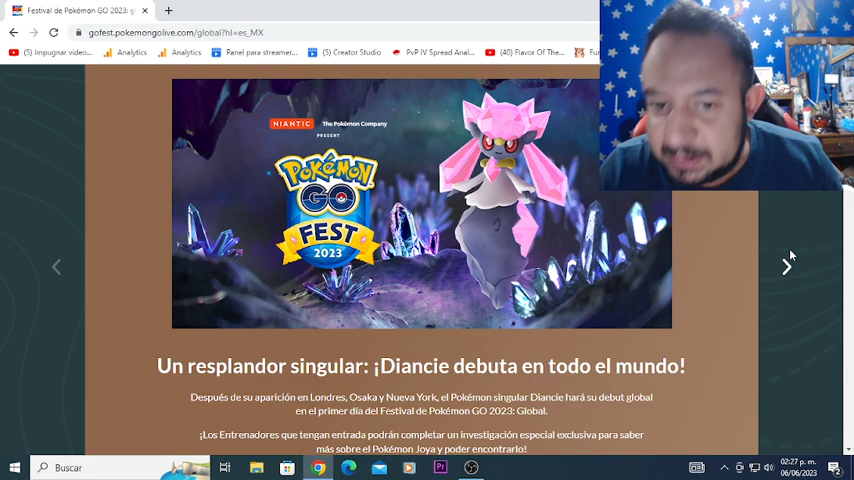 Festival de Pokémon GO 2023: g
gofest.pokemongolive.com/global?hl=es_MX
(5) Impugnar video...
Analytics
Analytics
Panel para streamer...
(5) Creator Studio
PvP IV Spread Anal...
(40) Flavor Of The...
NIANTIC
The Pokémon Company
PRESENT
POKÉMON
GO
FEST
2023
Un resplandor singular: ¡Diancie debuta en todo el mundo!
Después de su aparición en Londres, Osaka y Nueva York, el Pokémon singular Diancie hará su debut global
en el primer día del Festival de Pokémon GO 2023: Global.
¡Los Entrenadores que tengan entrada podrán completar un investigación especial exclusiva para saber
más sobre el Pokémon Joya y poder encontrarlo!
Buscar
Pr
02:27 p. m.
06/06/2023
2